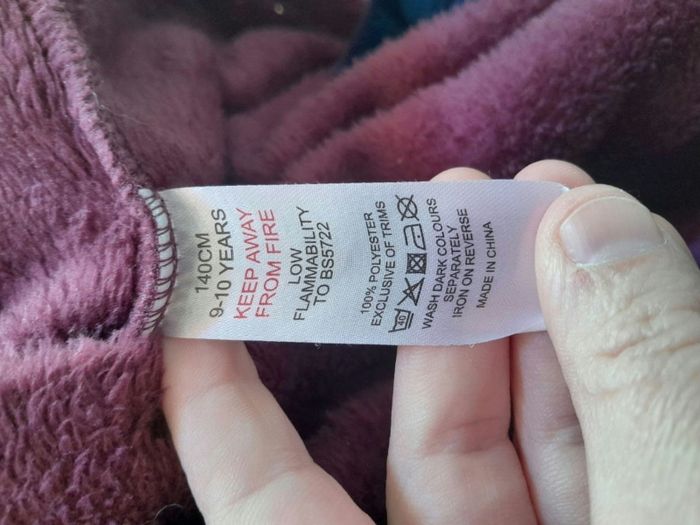 140CM
9-10 YEARS
KEEP AWAY
FROM FIRE
LOW
FLAMMABILITY
TO BS5722
100% POLYESTER
EXCLUSIVE OF TRIMS
40
WASH DARK COLOURS
SEPARATELY
IRON ON REVERSE
MADE IN CHINA